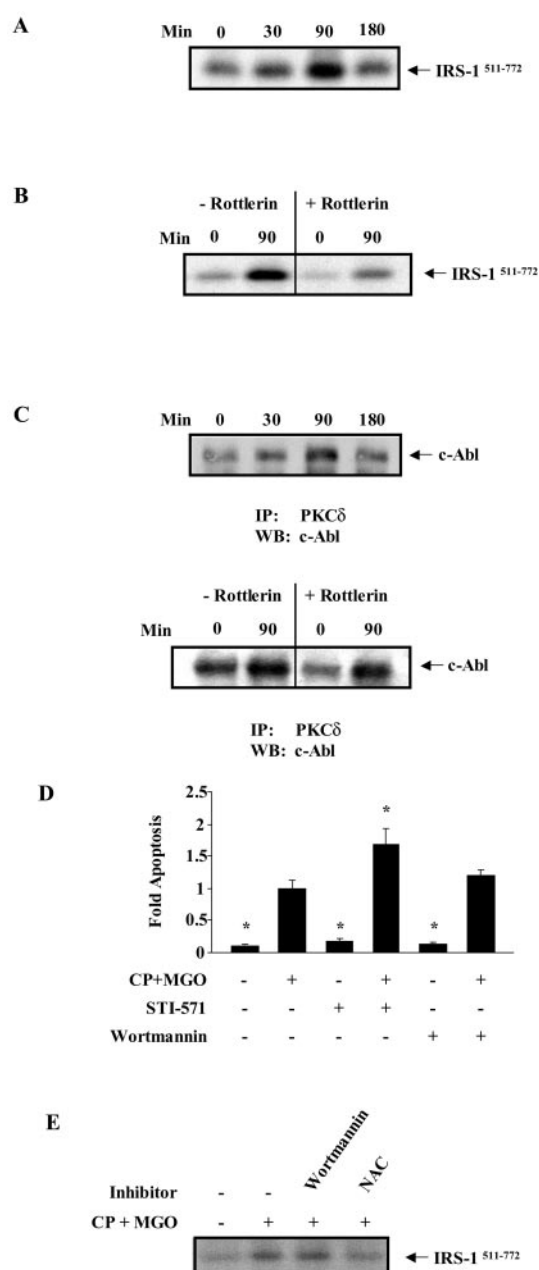 A
Min 0 30 90 180
← IRS-1 511-772
B
- Rottlerin + Rottlerin
Min 0 90 0 90
← IRS-1 511-772
C
Min 0 30 90 180
← c-Abl
IP: PKCδ
WB: c-Abl
- Rottlerin + Rottlerin
Min 0 90 0 90
← c-Abl
IP: PKCδ
WB: c-Abl
D
Fold Apoptosis
2.5
2
1.5
1
0.5
0
* * * *
CP+MGO - + - + - +
STI-571 - - + + - -
Wortmannin - - - - + +
E
Inhibitor - - Wortmannin NAC
CP + MGO - + + +
← IRS-1 511-772